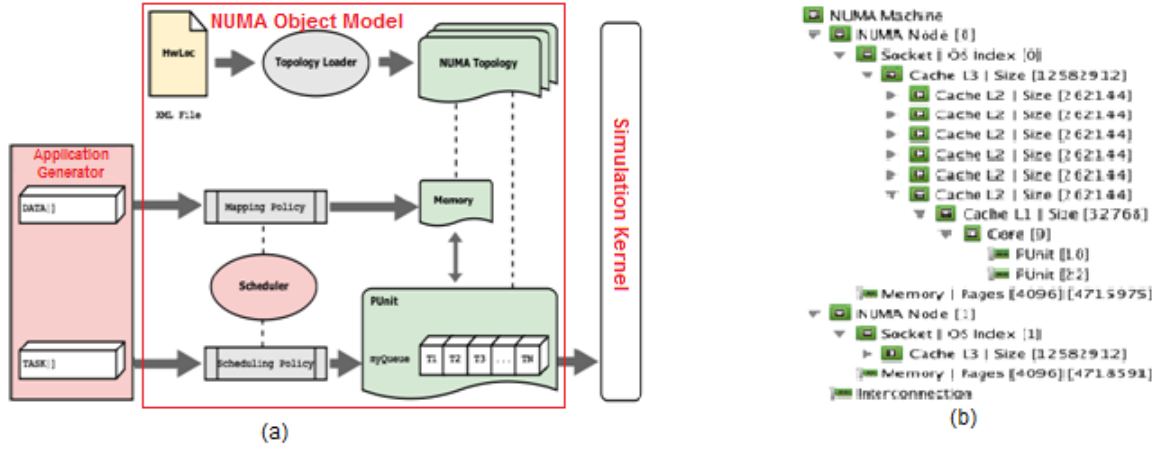 NUMA Object Model
HwLoc
Topology Loader
NUMA Topology
XML File
Application
Generator
DATA[]
Mapping Policy
Memory
Scheduler
PUnit
TASK[]
Scheduling Policy
myQueue
T1 T2 T3 ... TN
Simulation Kernel
(a)
NUMA Machine
NUMA Node [0]
Socket | OS Index [0]
Cache L3 | Size [12582912]
Cache L2 | Size [262144]
Cache L2 | Size [262144]
Cache L2 | Size [262144]
Cache L2 | Size [262144]
Cache L2 | Size [262144]
Cache L2 | Size [262144]
Cache L1 | Size [32768]
Core [9]
PUnit [10]
PUnit [22]
Memory | Pages [4096][4715975]
NUMA Node [1]
Socket | OS Index [1]
Cache L3 | Size [12582912]
Memory | Pages [4096][4718591]
Interconnection
(b)